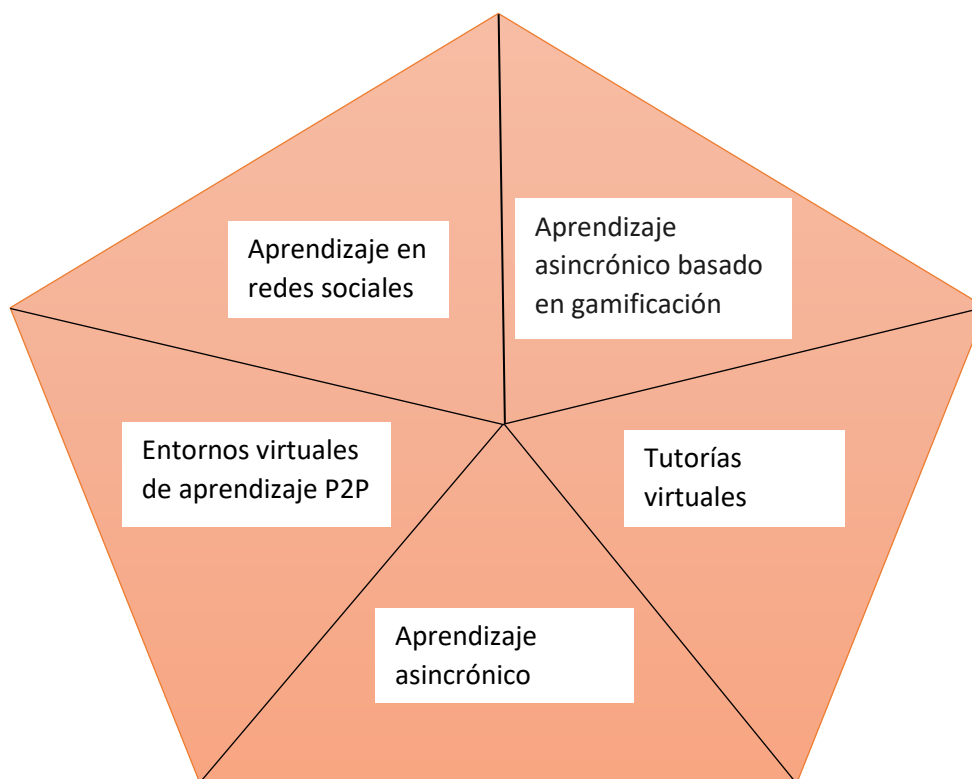 Aprendizaje en
redes sociales
Aprendizaje
asincrónico basado
en gamificación
Entornos virtuales
de aprendizaje P2P
Tutorías
virtuales
Aprendizaje
asincrónico